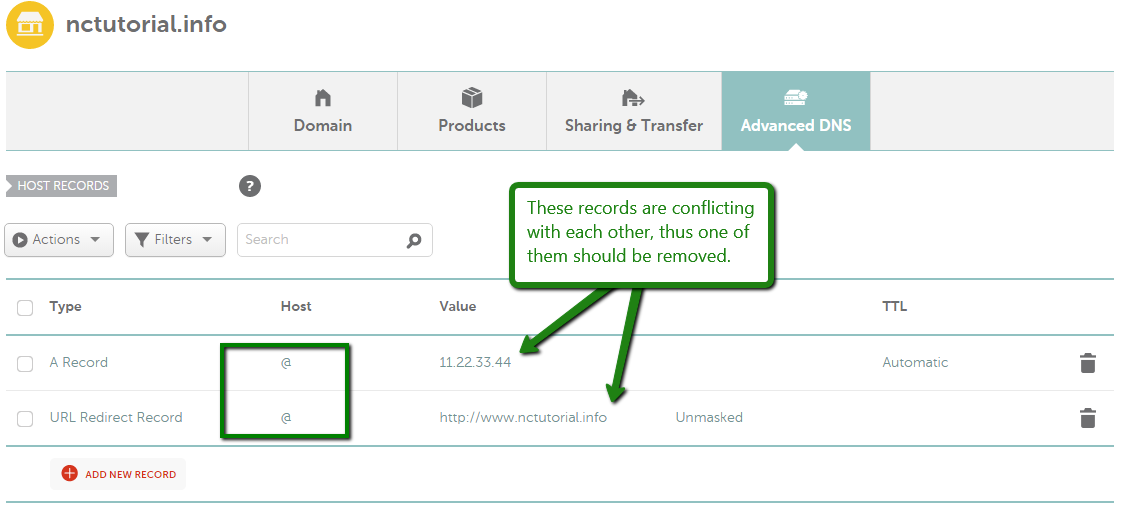 nctutorial.info
Domain
Products
Sharing & Transfer
Advanced DNS
HOST RECORDS
?
These records are conflicting
with each other, thus one of
them should be removed.
Actions
Filters
Search
Type Host Value TTL
A Record @ 11.22.33.44 Automatic
URL Redirect Record @ http://www.nctutorial.info Unmasked
ADD NEW RECORD